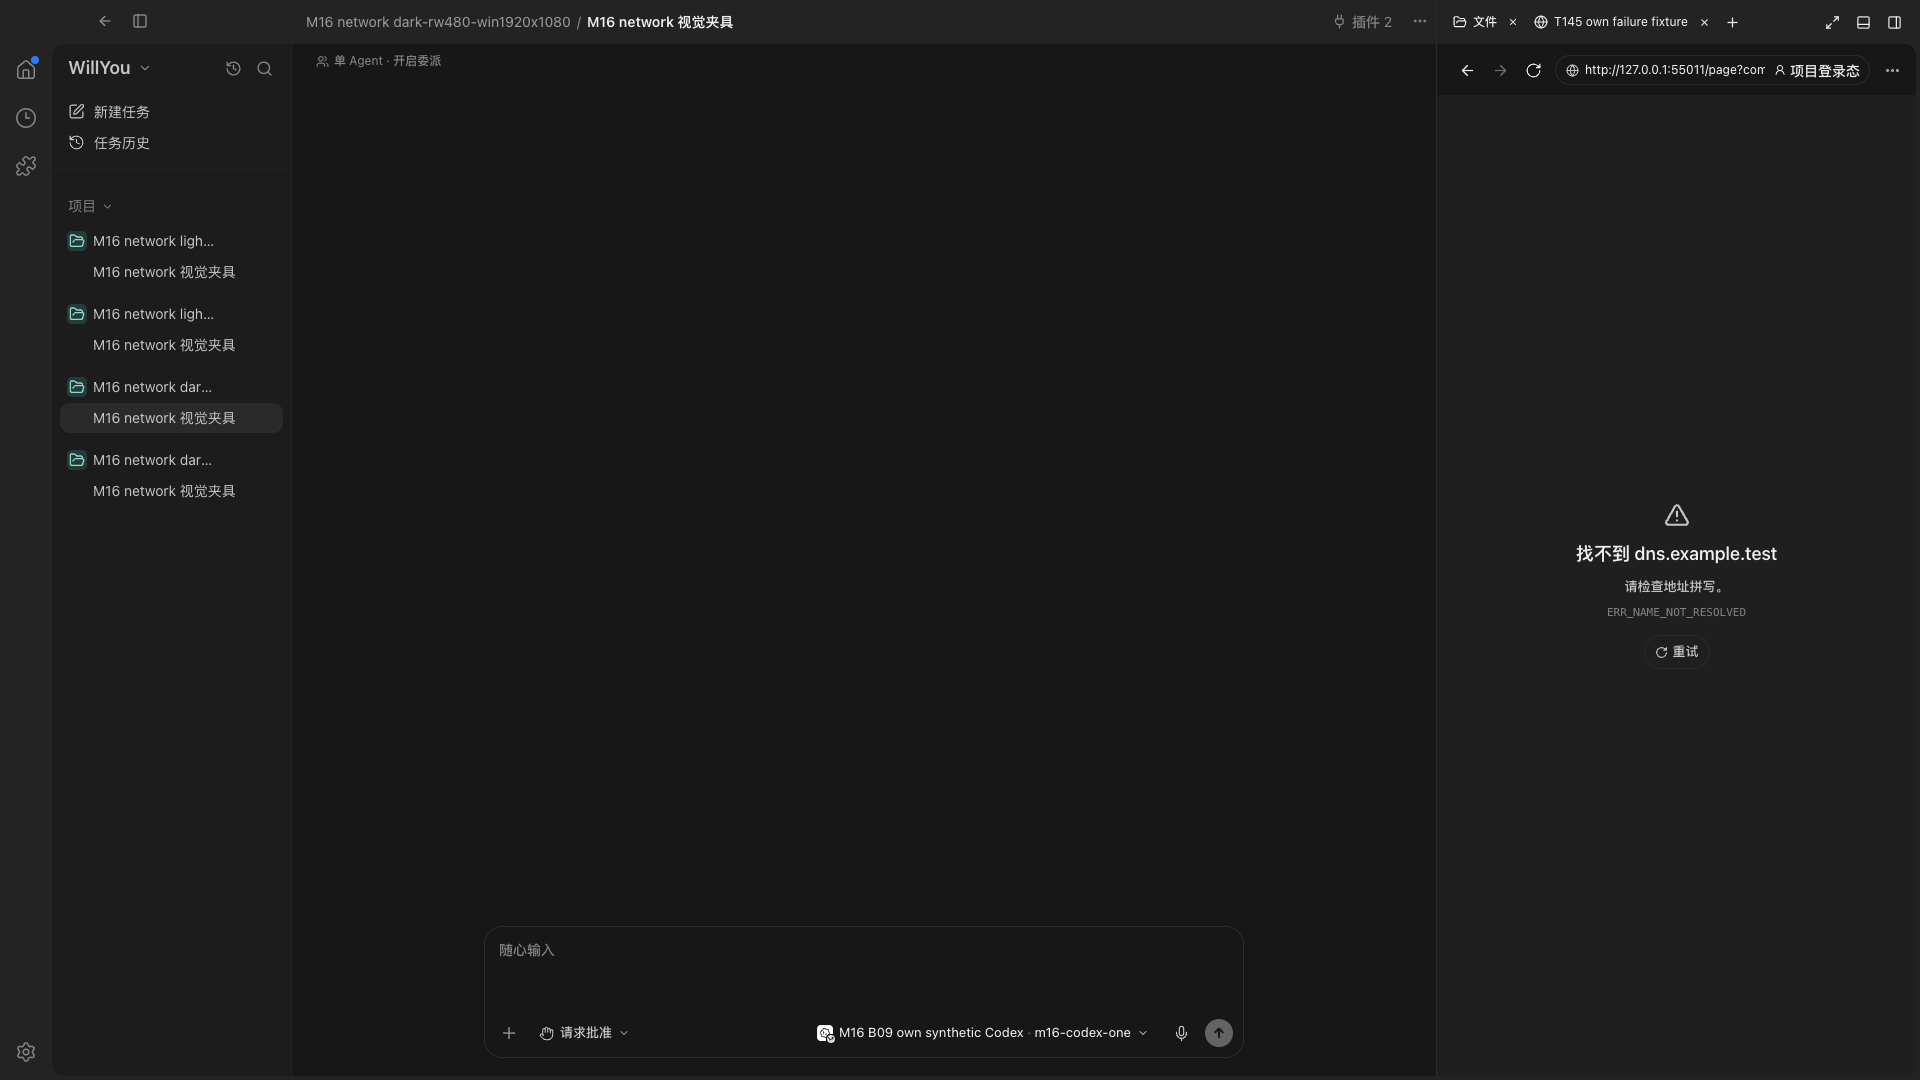 M16 network dark-rw480-win1920x1080 / M16 network 视觉夹具
插件 2
文件
T145 own failure fixture
WillYou
单 Agent · 开启委派
http://127.0.0.1:55011/page?com
项目登录态
新建任务
任务历史
项目
M16 network ligh...
M16 network 视觉夹具
M16 network ligh...
M16 network 视觉夹具
M16 network dar...
M16 network 视觉夹具
M16 network dar...
M16 network 视觉夹具
找不到 dns.example.test
请检查地址拼写。
ERR_NAME_NOT_RESOLVED
重试
随心输入
请求批准
M16 B09 own synthetic Codex · m16-codex-one